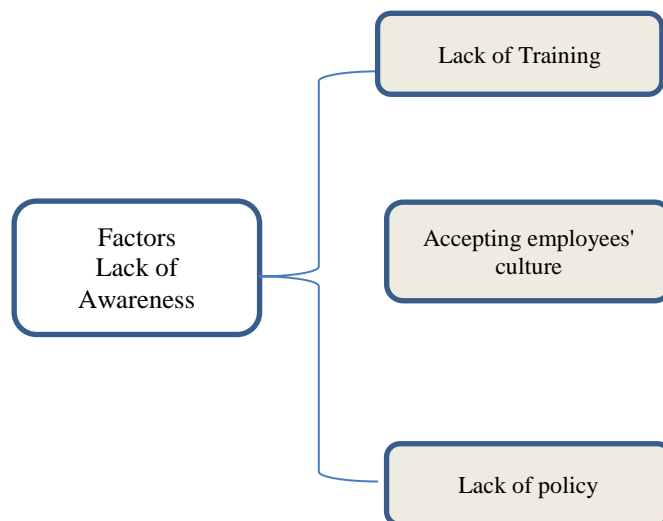 Lack of Training
Factors
Lack of
Awareness
Accepting employees'
culture
Lack of policy